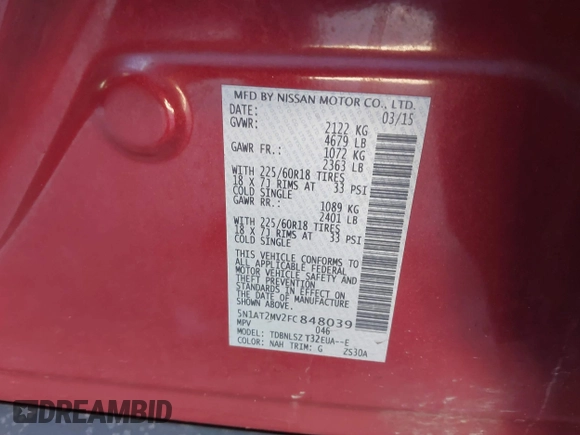 MFD BY NISSAN MOTOR CO., LTD.
DATE: 03/15
GVWR: 2122 KG
4679 LB
GAWR FR.: 1072 KG
2363 LB
WITH 225/60R18 TIRES
18 X 7J RIMS AT 33 PSI
COLD SINGLE
GAWR RR.: 1089 KG
2401 LB
WITH 225/60R18 TIRES
18 X 7J RIMS AT 33 PSI
COLD SINGLE
THIS VEHICLE CONFORMS TO
ALL APPLICABLE FEDERAL
MOTOR VEHICLE SAFETY AND
THEFT PREVENTION
STANDARDS IN EFFECT ON
THE DATE OF MANUFACTURE
5N1AT2MV2FC848039
MPV 046
MODEL: TDBNLSZ T32EUA--E
COLOR: NAH TRIM: G ZS30A
DREAMBID